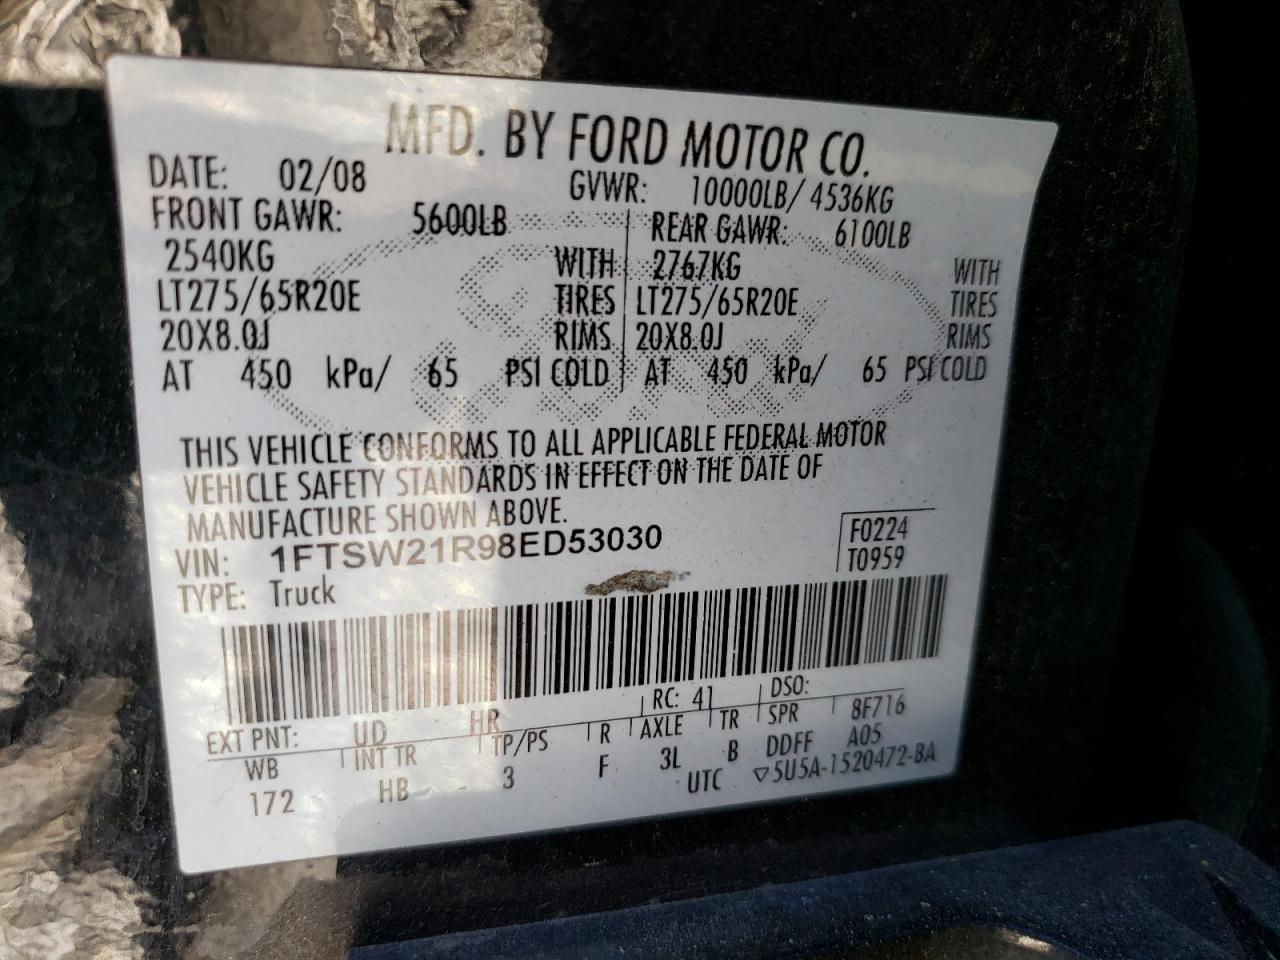 MFD. BY FORD MOTOR CO.
DATE: 02/08 GVWR: 10000LB/ 4536KG
FRONT GAWR: 5600LB REAR GAWR: 6100LB
2540KG WITH 2767KG WITH
LT275/65R20E TIRES LT275/65R20E TIRES
20X8.0J RIMS 20X8.0J RIMS
AT 450 kPa/ 65 PSI COLD AT 450 kPa/ 65 PSI COLD
THIS VEHICLE CONFORMS TO ALL APPLICABLE FEDERAL MOTOR
VEHICLE SAFETY STANDARDS IN EFFECT ON THE DATE OF
MANUFACTURE SHOWN ABOVE.
F0224
VIN: 1FTSW21R98ED53030
T0959
TYPE: Truck
RC: 41 DSO:
EXT PNT: UD HR
WB INT TR TP/PS R AXLE TR SPR 8F716
172 HB 3 F 3L B DDFF A05
UTC ▽5U5A-1520472-BA